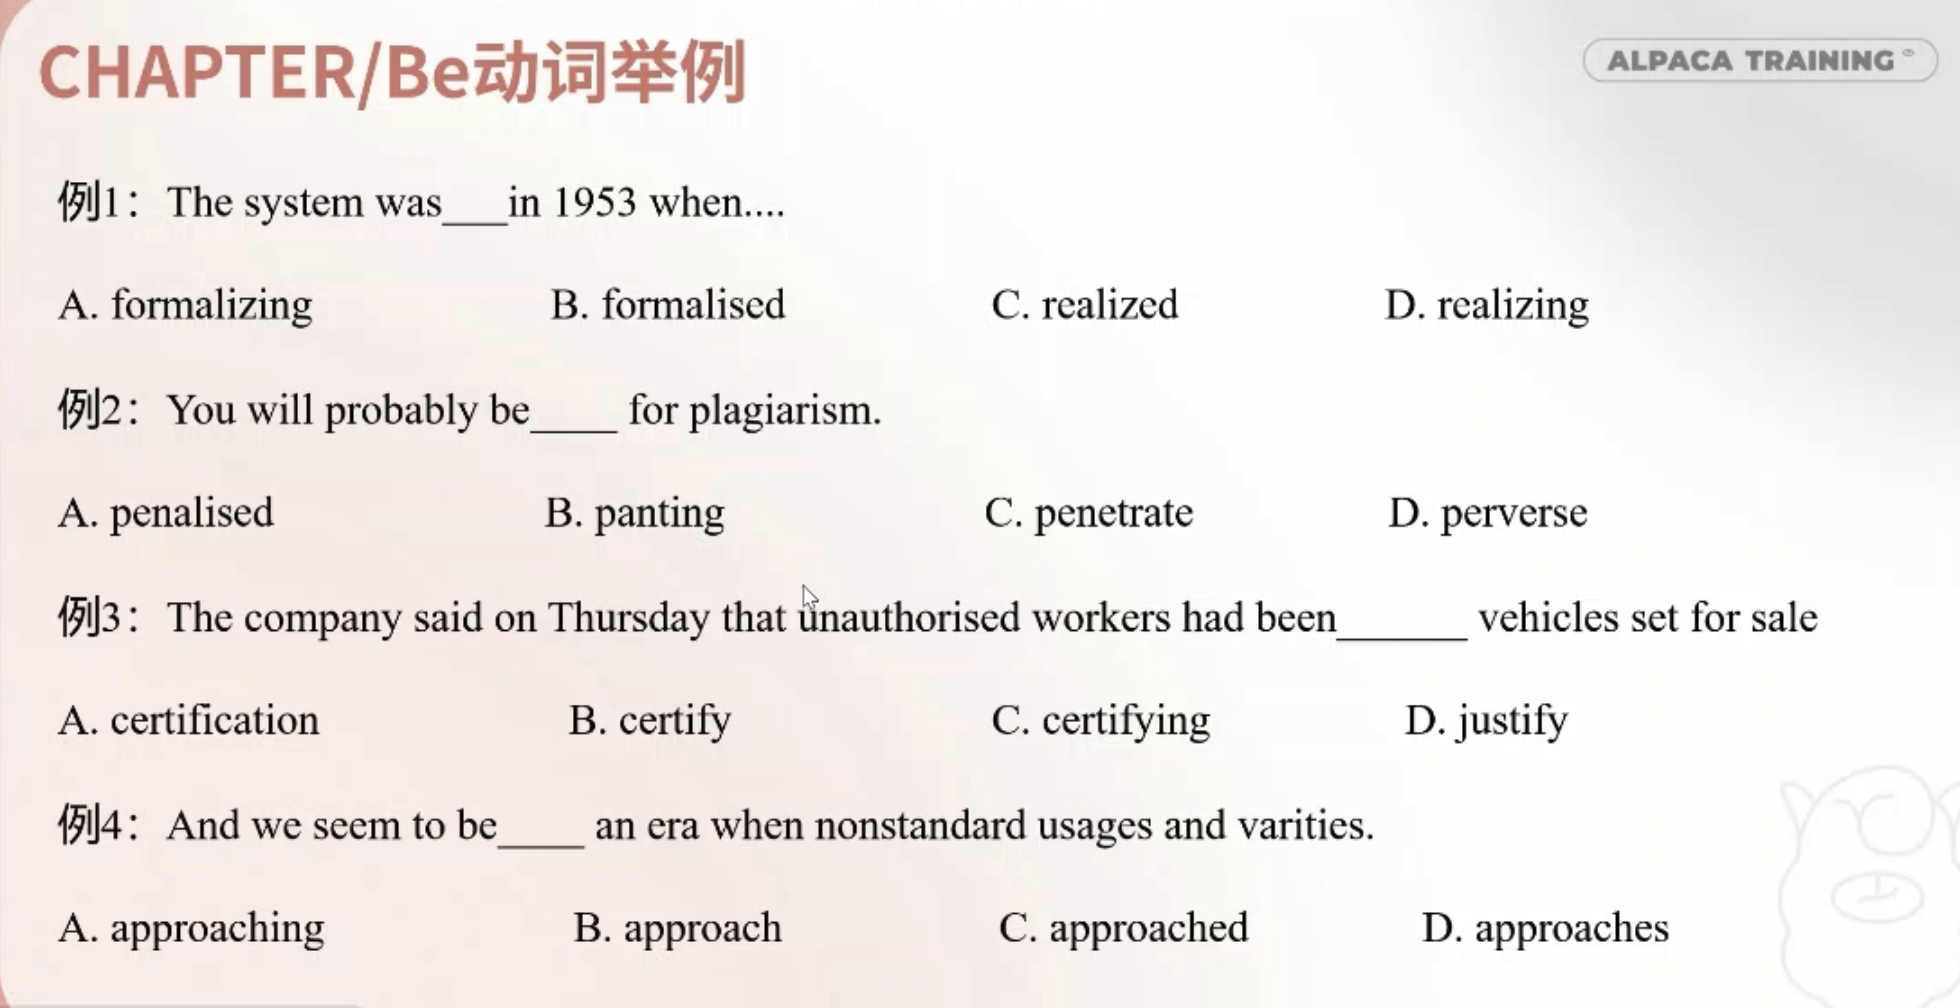 CHAPTER/Be动词举例
ALPACA TRAINING
例1：The system was___in 1953 when....
A. formalizing B. formalised C. realized D. realizing
例2：You will probably be____ for plagiarism.
A. penalised B. panting C. penetrate D. perverse
例3：The company said on Thursday that unauthorised workers had been______ vehicles set for sale
A. certification B. certify C. certifying D. justify
例4：And we seem to be____ an era when nonstandard usages and varities.
A. approaching B. approach C. approached D. approaches